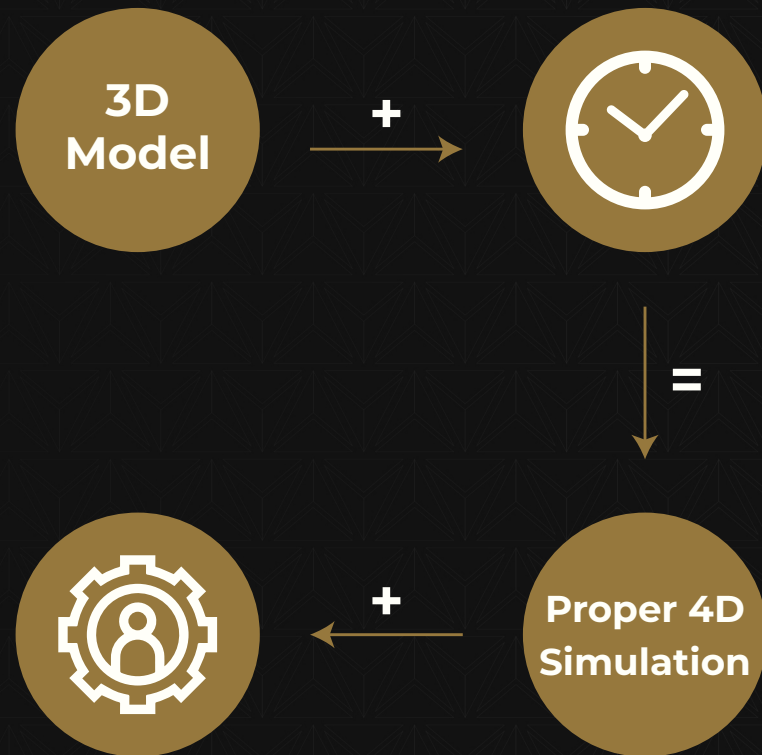 3D
Model
+
=
+
Proper 4D
Simulation